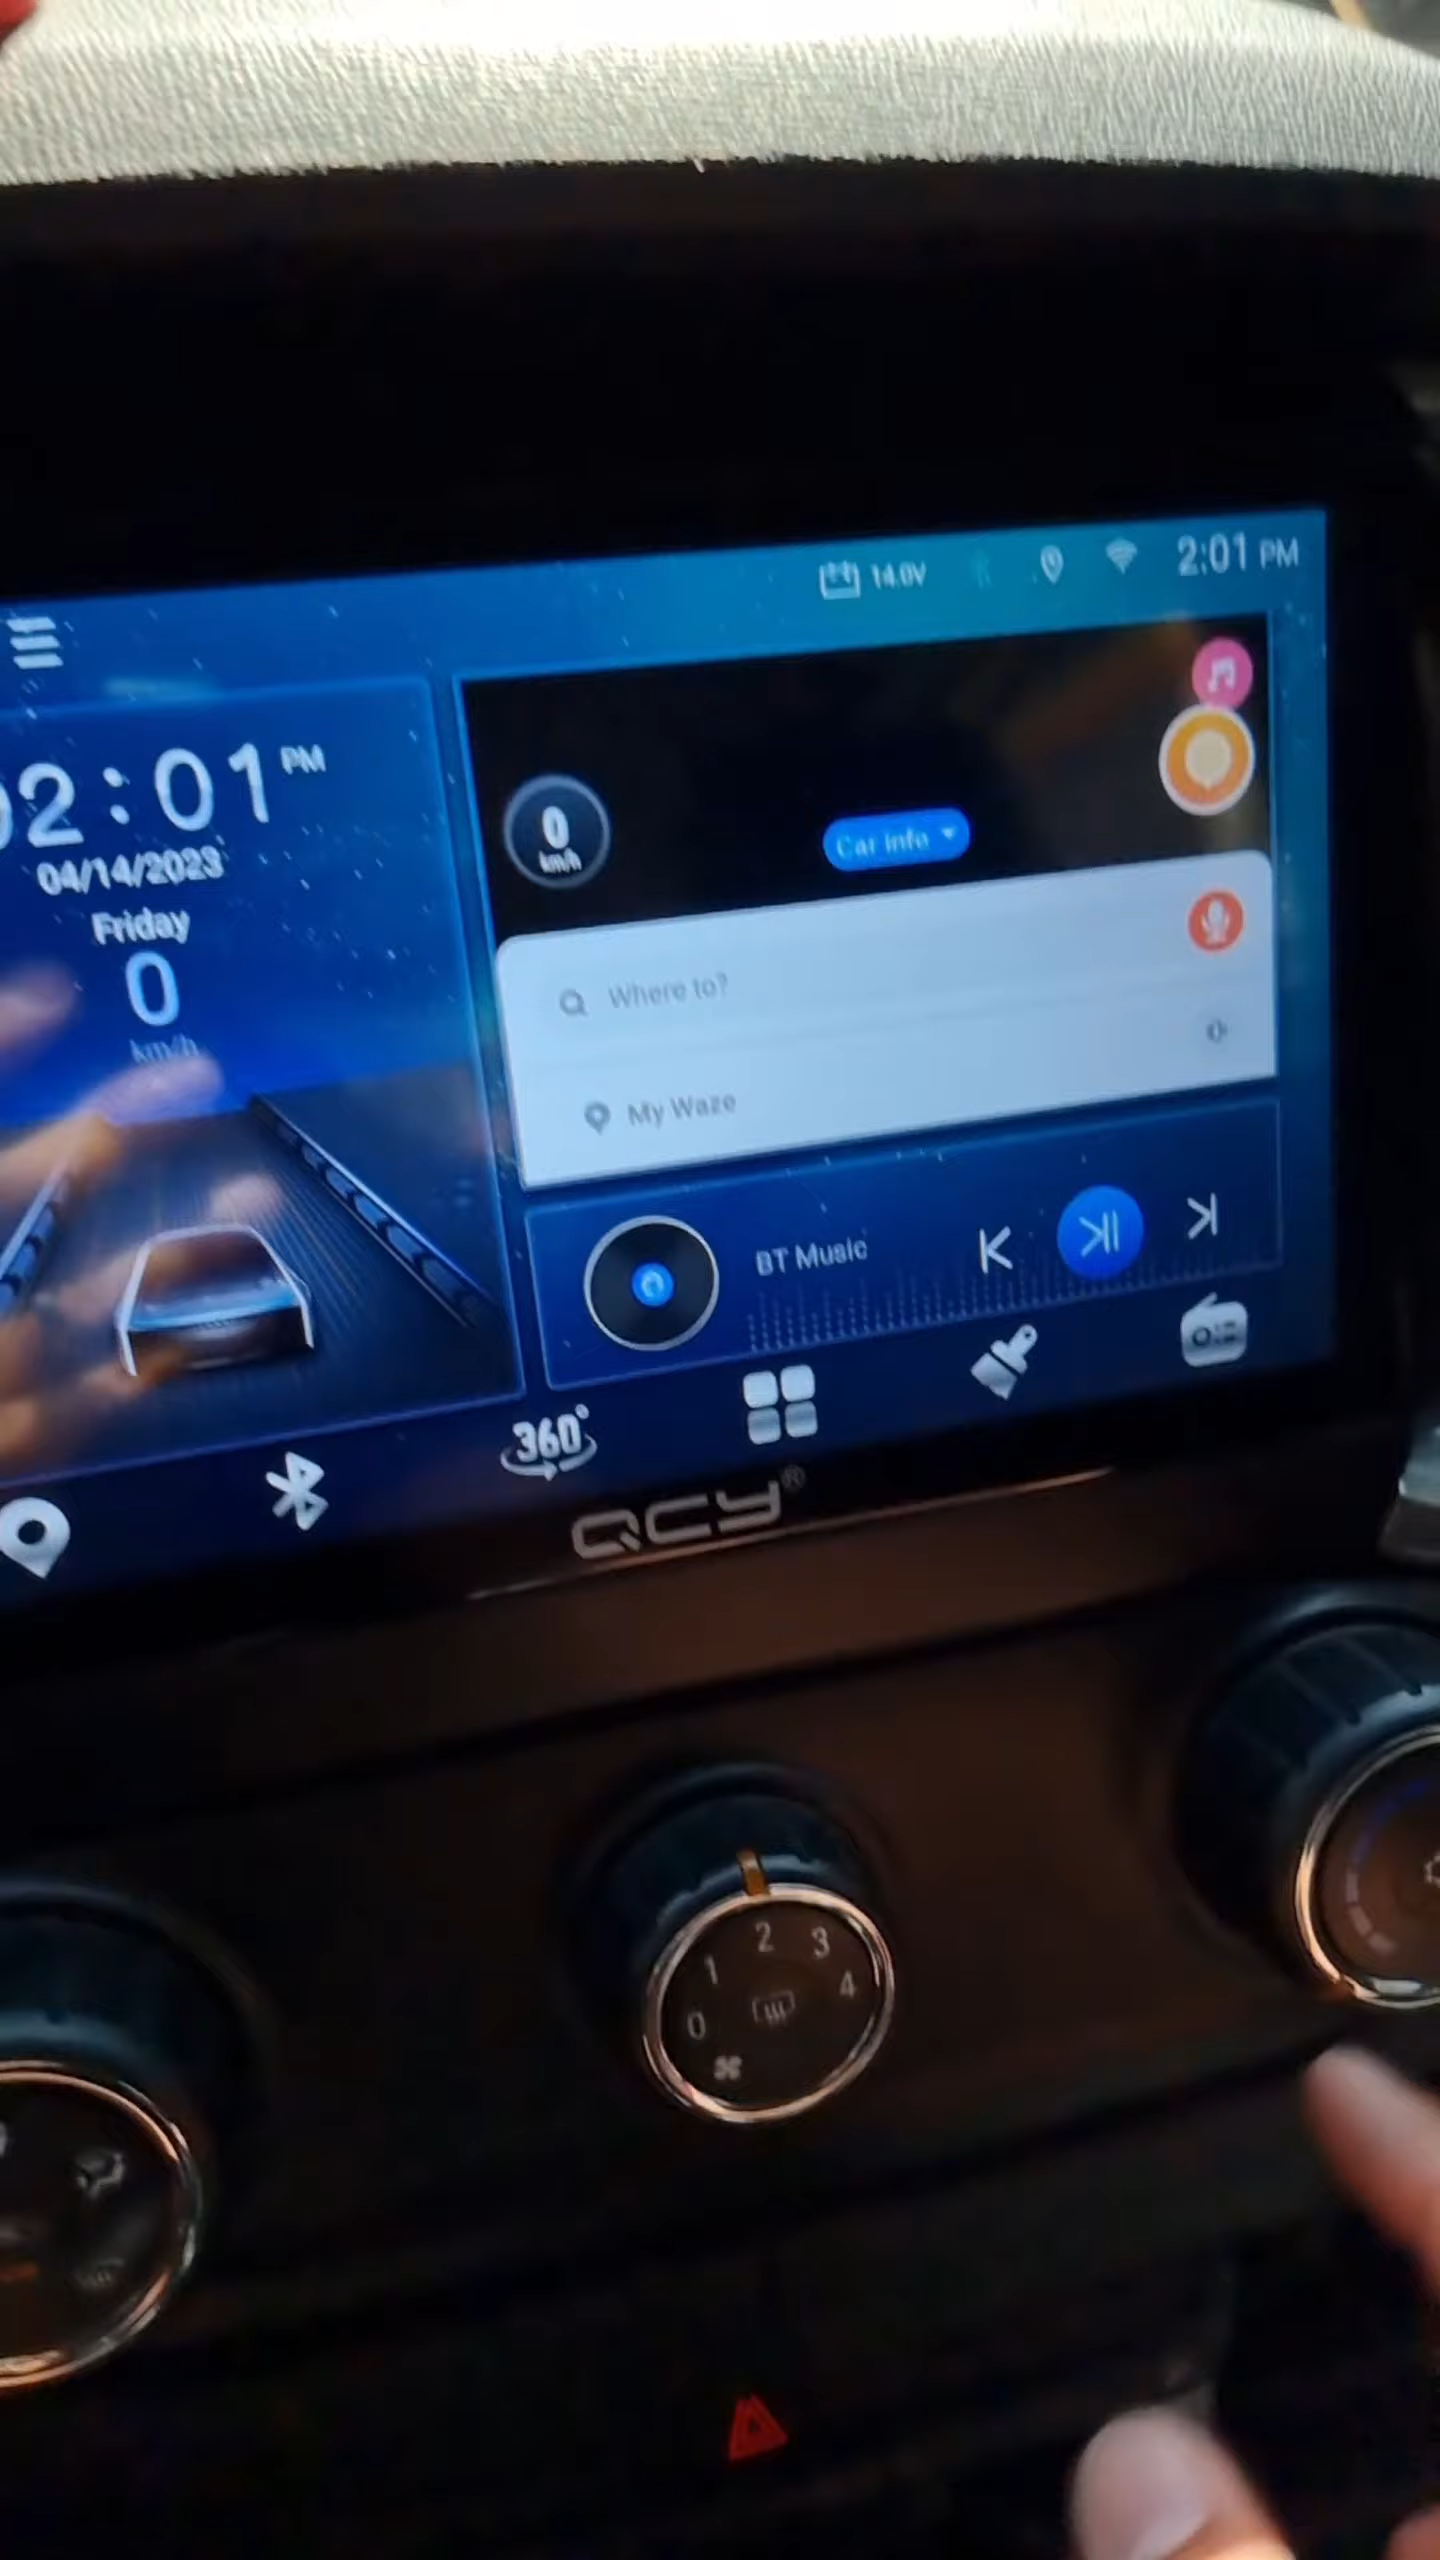 14.0V
2:01 PM
02:01 PM
04/14/2023
Friday
0
km/h
0
km/h
Car info
Where to?
My Waze
BT Music
360°
QCY®
0 1 2 3 4